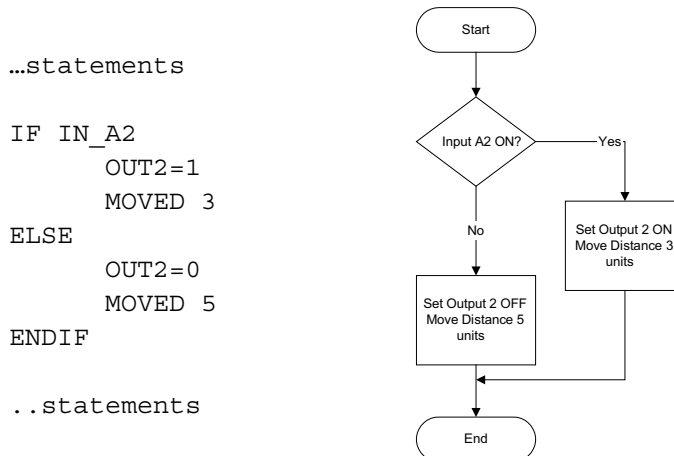 …statements
IF IN_A2
OUT2=1
MOVED 3
ELSE
OUT2=0
MOVED 5
ENDIF
..statements
Start
Input A2 ON?
Yes
No
Set Output 2 ON
Move Distance 3
units
Set Output 2 OFF
Move Distance 5
units
End